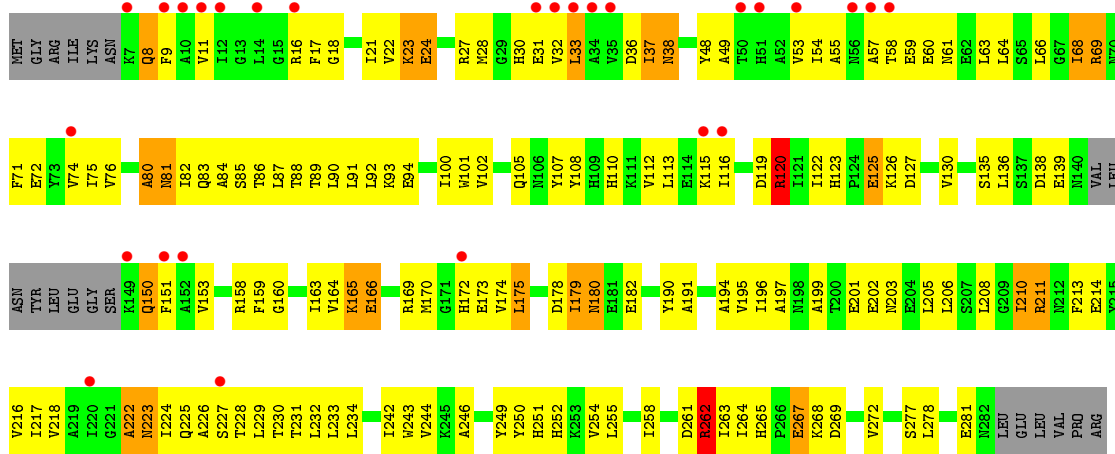 MET GLY ARG ILE LYS ASN K7 Q8 F9 A10 V11 I12 G13 L14 G15 R16 F17 G18 I21 V22 K23 E24 R27 M28 G29 H30 E31 V32 L33 A34 V35 D36 I37 N38 Y48 A49 T50 H51 A52 V53 I54 A55 N56 A57 T58 E59 E60 N61 E62 L63 L64 S65 L66 G67 I68 R69 N70
F71 E72 Y73 V74 I75 V76 A80 N81 I82 Q83 A84 S85 T86 L87 T88 T89 L90 L91 L92 K93 E94 I100 W101 V102 Q105 N106 Y107 Y108 H109 H110 K111 V112 L113 E114 K115 I116 D119 R120 I121 I122 H123 P124 E125 K126 D127 V130 S135 L136 S137 D138 E139 N140 VAL LEU
ASN TYR LEU GLU GLY SER K149 Q150 F151 A152 V153 R158 F159 G160 I163 V164 K165 E166 R169 M170 G171 H172 E173 V174 L175 D178 I179 N180 E181 E182 Y190 A191 A194 V195 I196 A197 N198 A199 T200 E201 E202 N203 E204 L205 L206 S207 L208 G209 I210 R211 N212 F213 E214 Y215
V216 I217 V218 A219 I220 G221 A222 N223 I224 Q225 A226 S227 T228 L229 T230 T231 L232 L233 L234 I242 W243 V244 K245 A246 Y249 Y250 H251 H252 K253 V254 L255 I258 D261 R262 I263 I264 H265 P266 E267 K268 D269 V272 S277 L278 E281 N282 LEU GLU LEU VAL PRO ARG